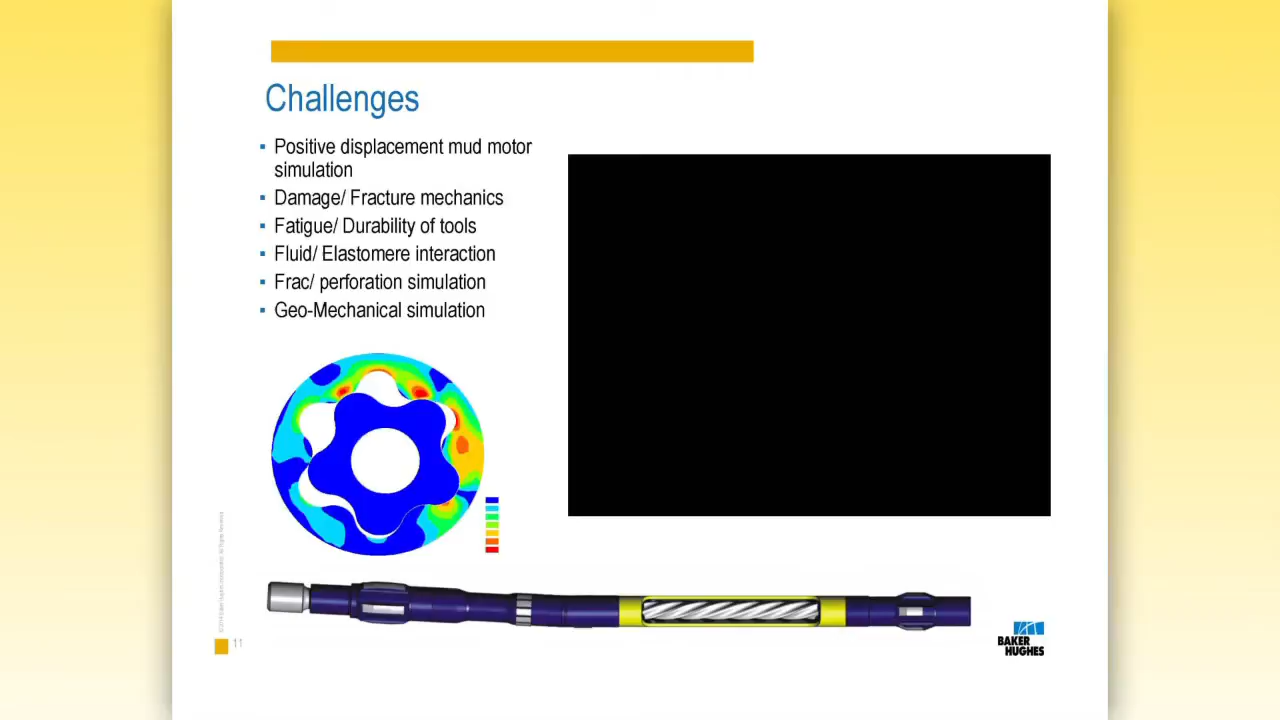 Challenges
Positive displacement mud motor
simulation
Damage/ Fracture mechanics
Fatigue/ Durability of tools
Fluid/ Elastomere interaction
Frac/ perforation simulation
Geo-Mechanical simulation
11
BAKER
HUGHES